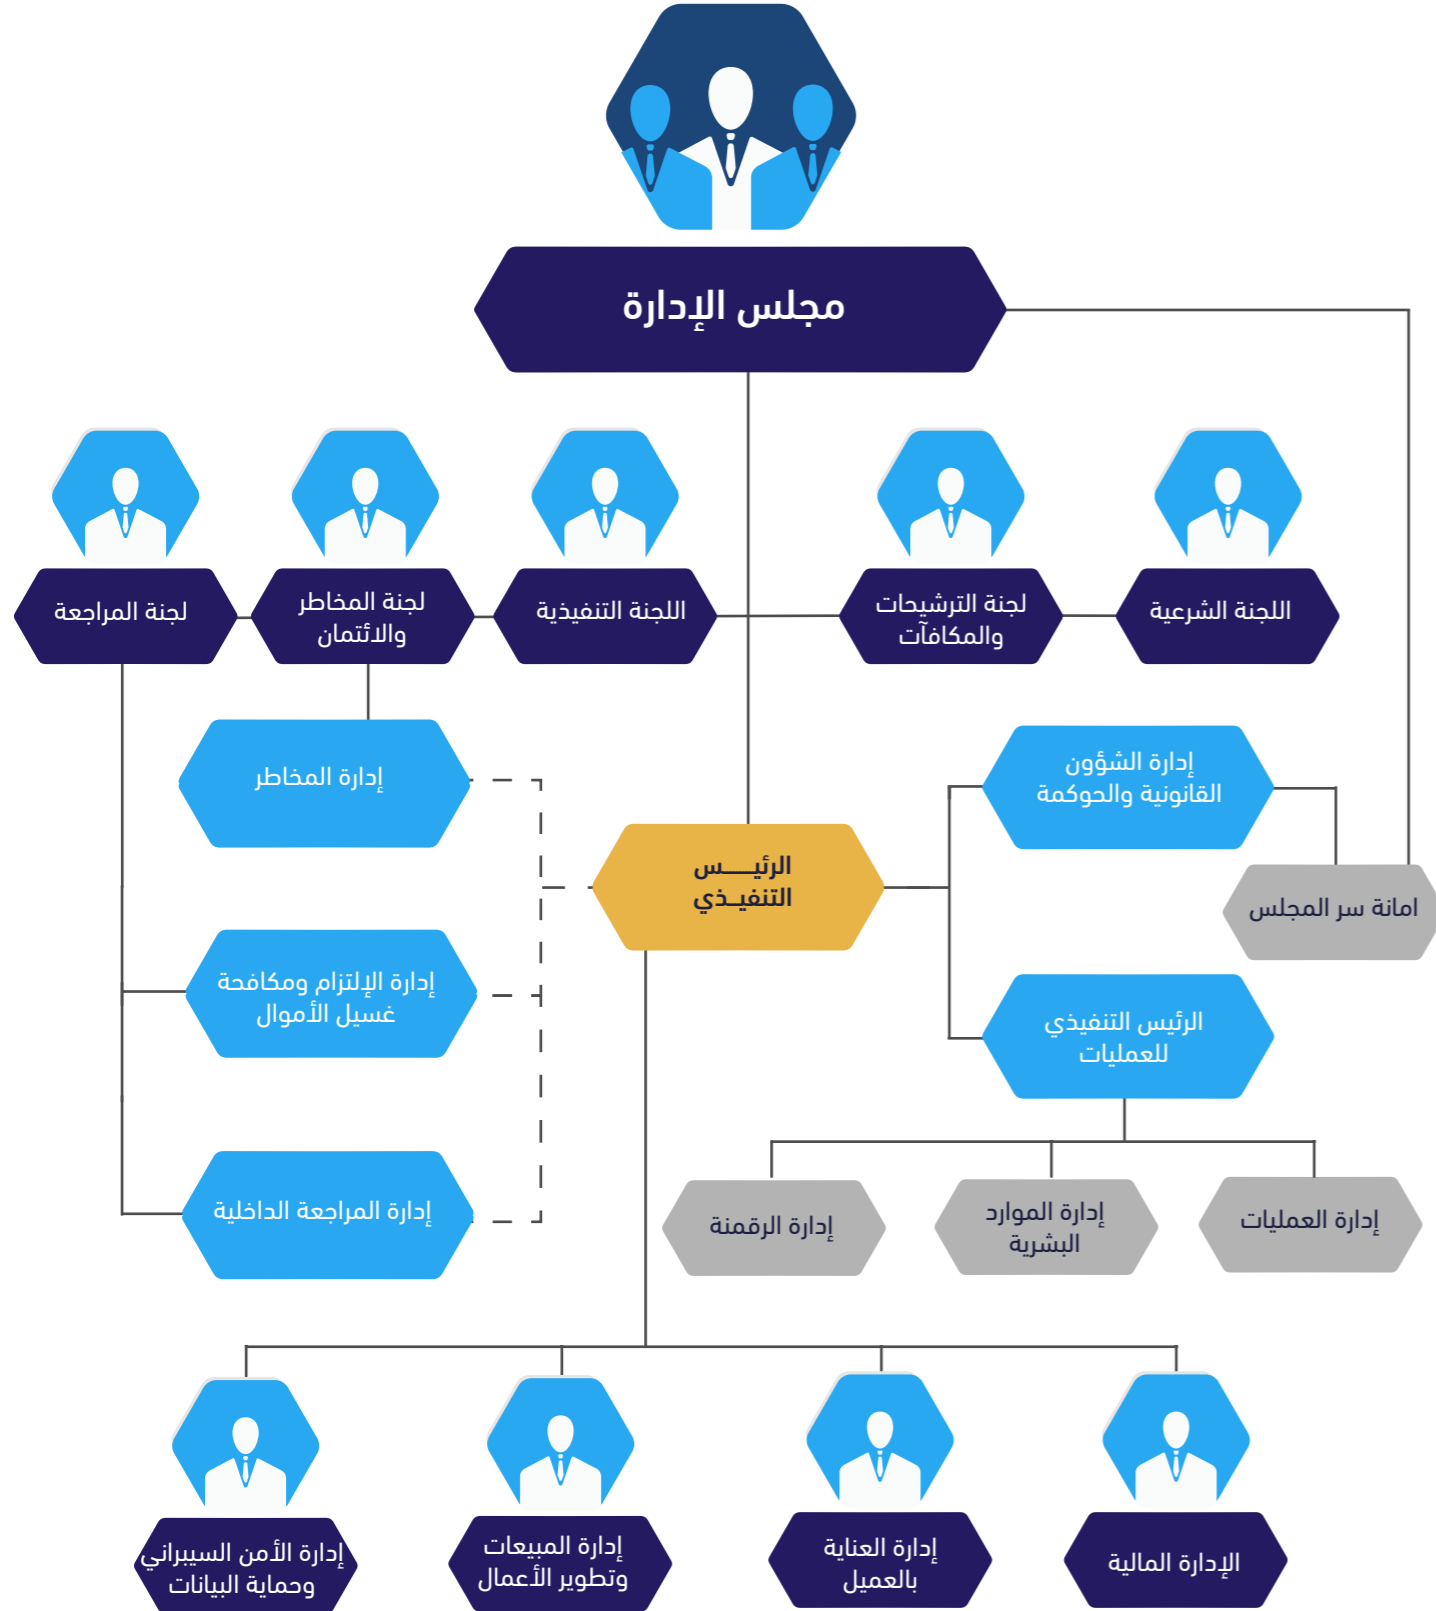 مجلس الإدارة
اللجنة الشرعية
لجنة الترشيحات
والمكافآت
اللجنة التنفيذية
لجنة المخاطر
والائتمان
لجنة المراجعة
إدارة الشؤون
القانونية والحوكمة
إدارة المخاطر
الرئيـــــس
التنفيــذي
امانة سر المجلس
إدارة الإلتزام ومكافحة
غسيل الأموال
الرئيس التنفيذي
للعمليات
إدارة العمليات
إدارة الموارد
البشرية
إدارة الرقمنة
إدارة المراجعة الداخلية
الإدارة المالية
إدارة العناية
بالعميل
إدارة المبيعات
وتطوير الأعمال
إدارة الأمن السيبراني
وحماية البيانات